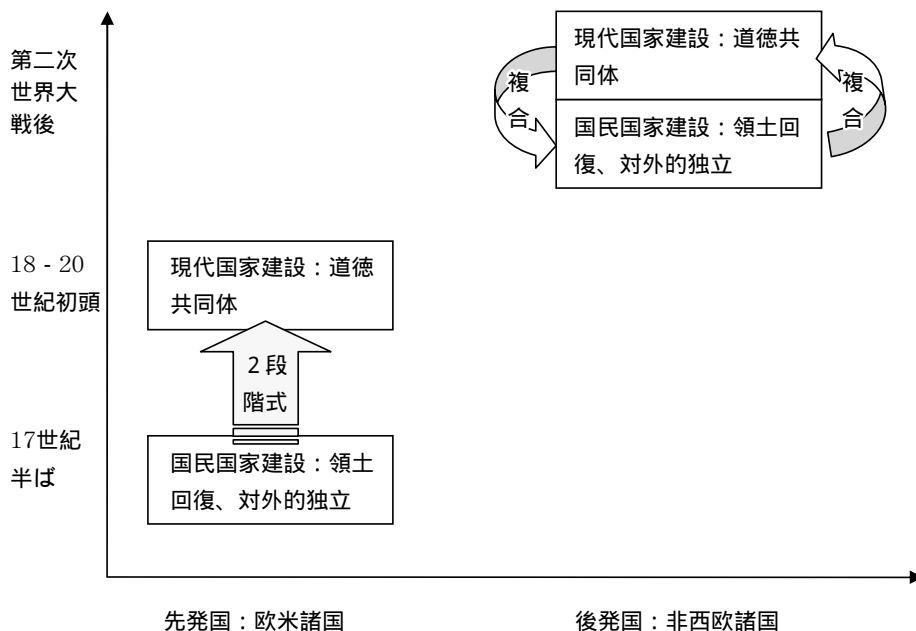 第二次
世界大
戦後
現代国家建設：道徳共
同体
国民国家建設：領土回
復、対外的独立
複
合
複
合
18 - 20
世紀初頭
現代国家建設：道徳
共同体
2段
階式
17世紀
半ば
国民国家建設：領土
回復、対外的独立
先発国：欧米諸国
後発国：非西欧諸国